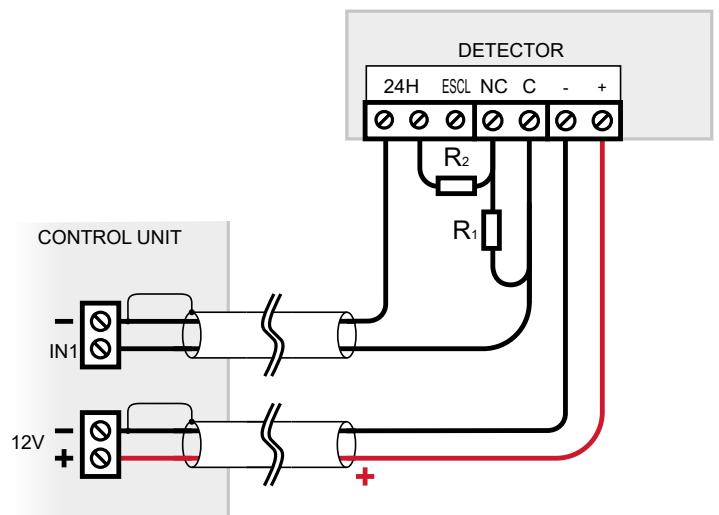 DETECTOR
24H ESCL NC C - +
R2
R1
CONTROL UNIT
-
IN1
-
12V
+
+